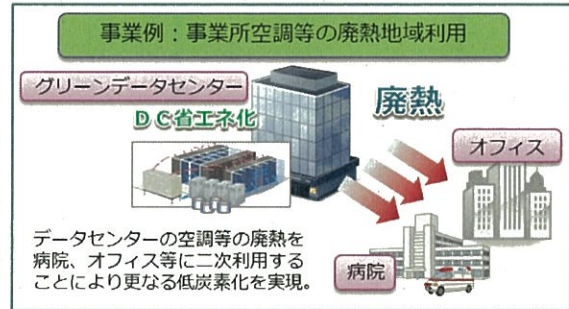 事業例：事業所空調等の廃熱地域利用
グリーンデータセンター
ＤＣ省エネ化
廃熱
オフィス
病院
データセンターの空調等の廃熱を
病院、オフィス等に二次利用する
ことにより更なる低炭素化を実現。